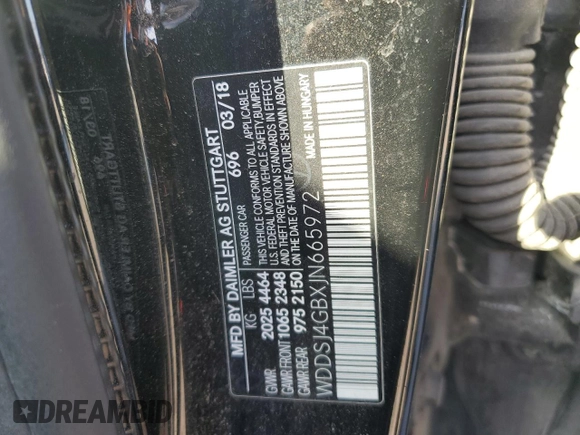 MFD BY DAIMLER AG STUTTGART
696 03/18
PASSENGER CAR
KG LBS
GWR 2025 4464
GAWR FRONT 1065 2348
GAWR REAR 975 2150
THIS VEHICLE CONFORMS TO ALL APPLICABLE
U.S. FEDERAL MOTOR VEHICLE SAFETY,BUMPER
AND THEFT PREVENTION STANDARDS IN EFFECT
ON THE DATE OF MANUFACTURE SHOWN ABOVE
WDDSJ4GBXJN665972
MADE IN HUNGARY
DREAMBID